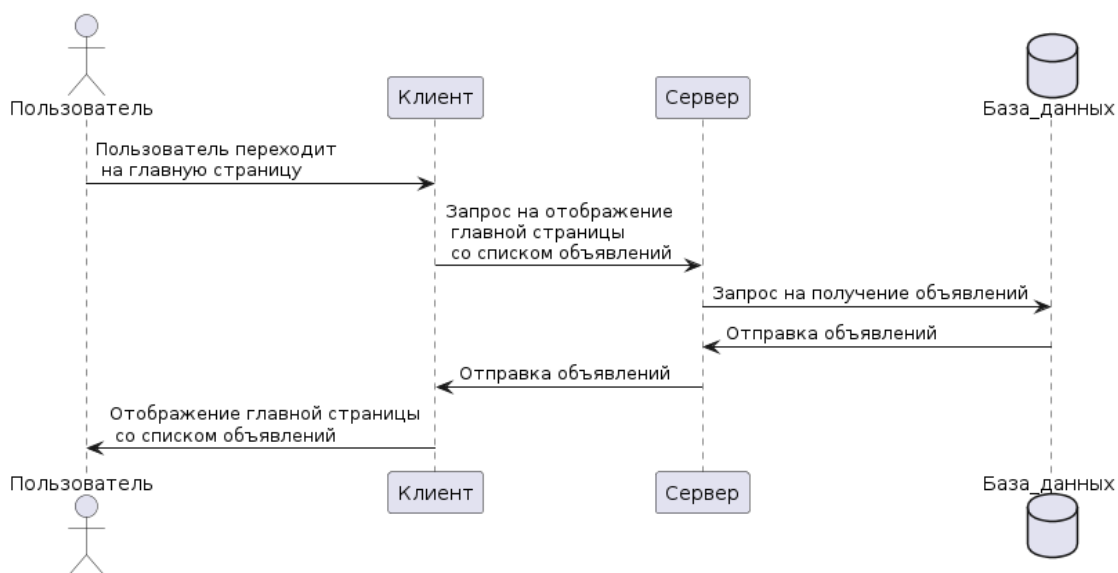 Пользователь
Клиент
Сервер
База_данных
Пользователь переходит
на главную страницу
Запрос на отображение
главной страницы
со списком объявлений
Запрос на получение объявлений
Отправка объявлений
Отправка объявлений
Отображение главной страницы
со списком объявлений
Пользователь
Клиент
Сервер
База_данных